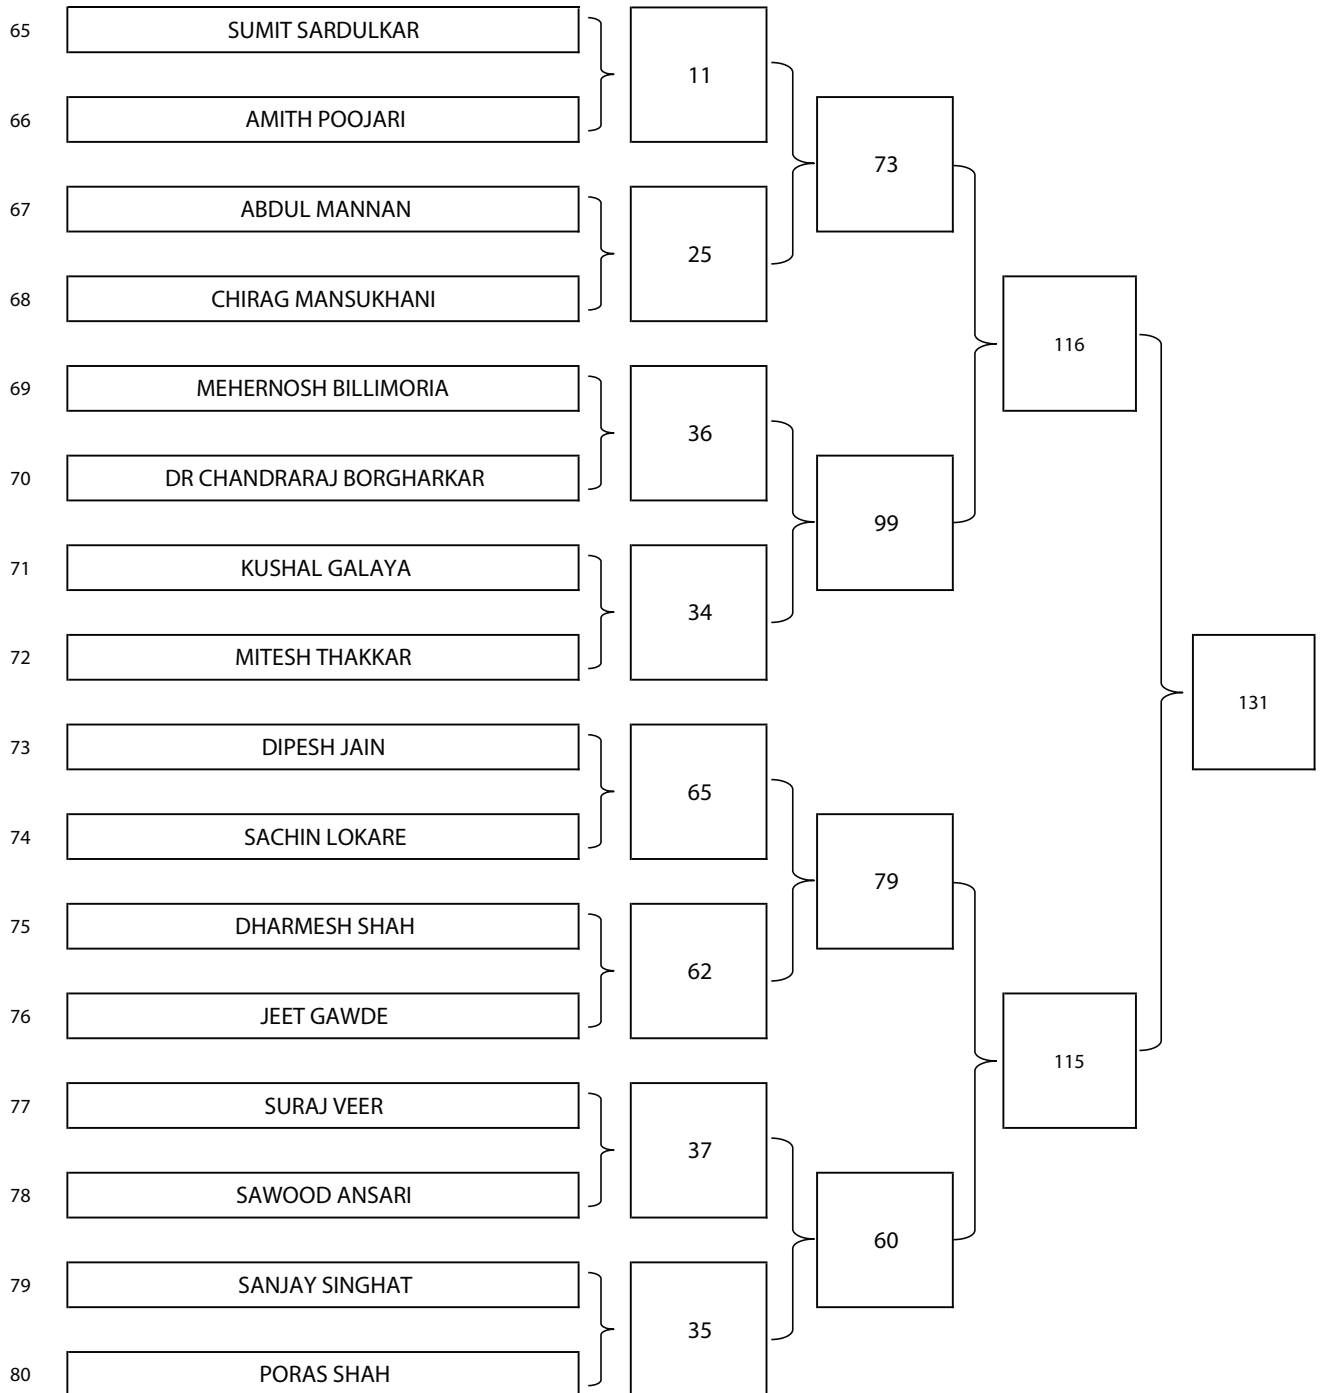 65 SUMIT SARDULKAR
11
66 AMITH POOJARI
73
67 ABDUL MANNAN
25
68 CHIRAG MANSUKHANI
116
69 MEHERNOSH BILLIMORIA
36
70 DR CHANDRARAJ BORGHARKAR
99
71 KUSHAL GALAYA
34
72 MITESH THAKKAR
131
73 DIPESH JAIN
65
74 SACHIN LOKARE
79
75 DHARMESH SHAH
62
76 JEET GAWDE
115
77 SURAJ VEER
37
78 SAWOOD ANSARI
60
79 SANJAY SINGHAT
35
80 PORAS SHAH